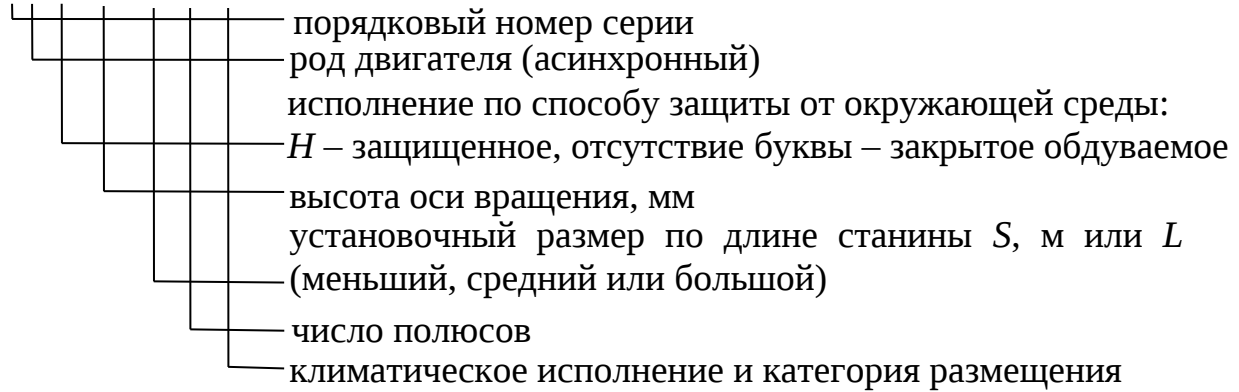 порядковый номер серии
род двигателя (асинхронный)
исполнение по способу защиты от окружающей среды:
Н – защищенное, отсутствие буквы – закрытое обдуваемое
высота оси вращения, мм
установочный размер по длине станины S, м или L
(меньший, средний или большой)
число полюсов
климатическое исполнение и категория размещения